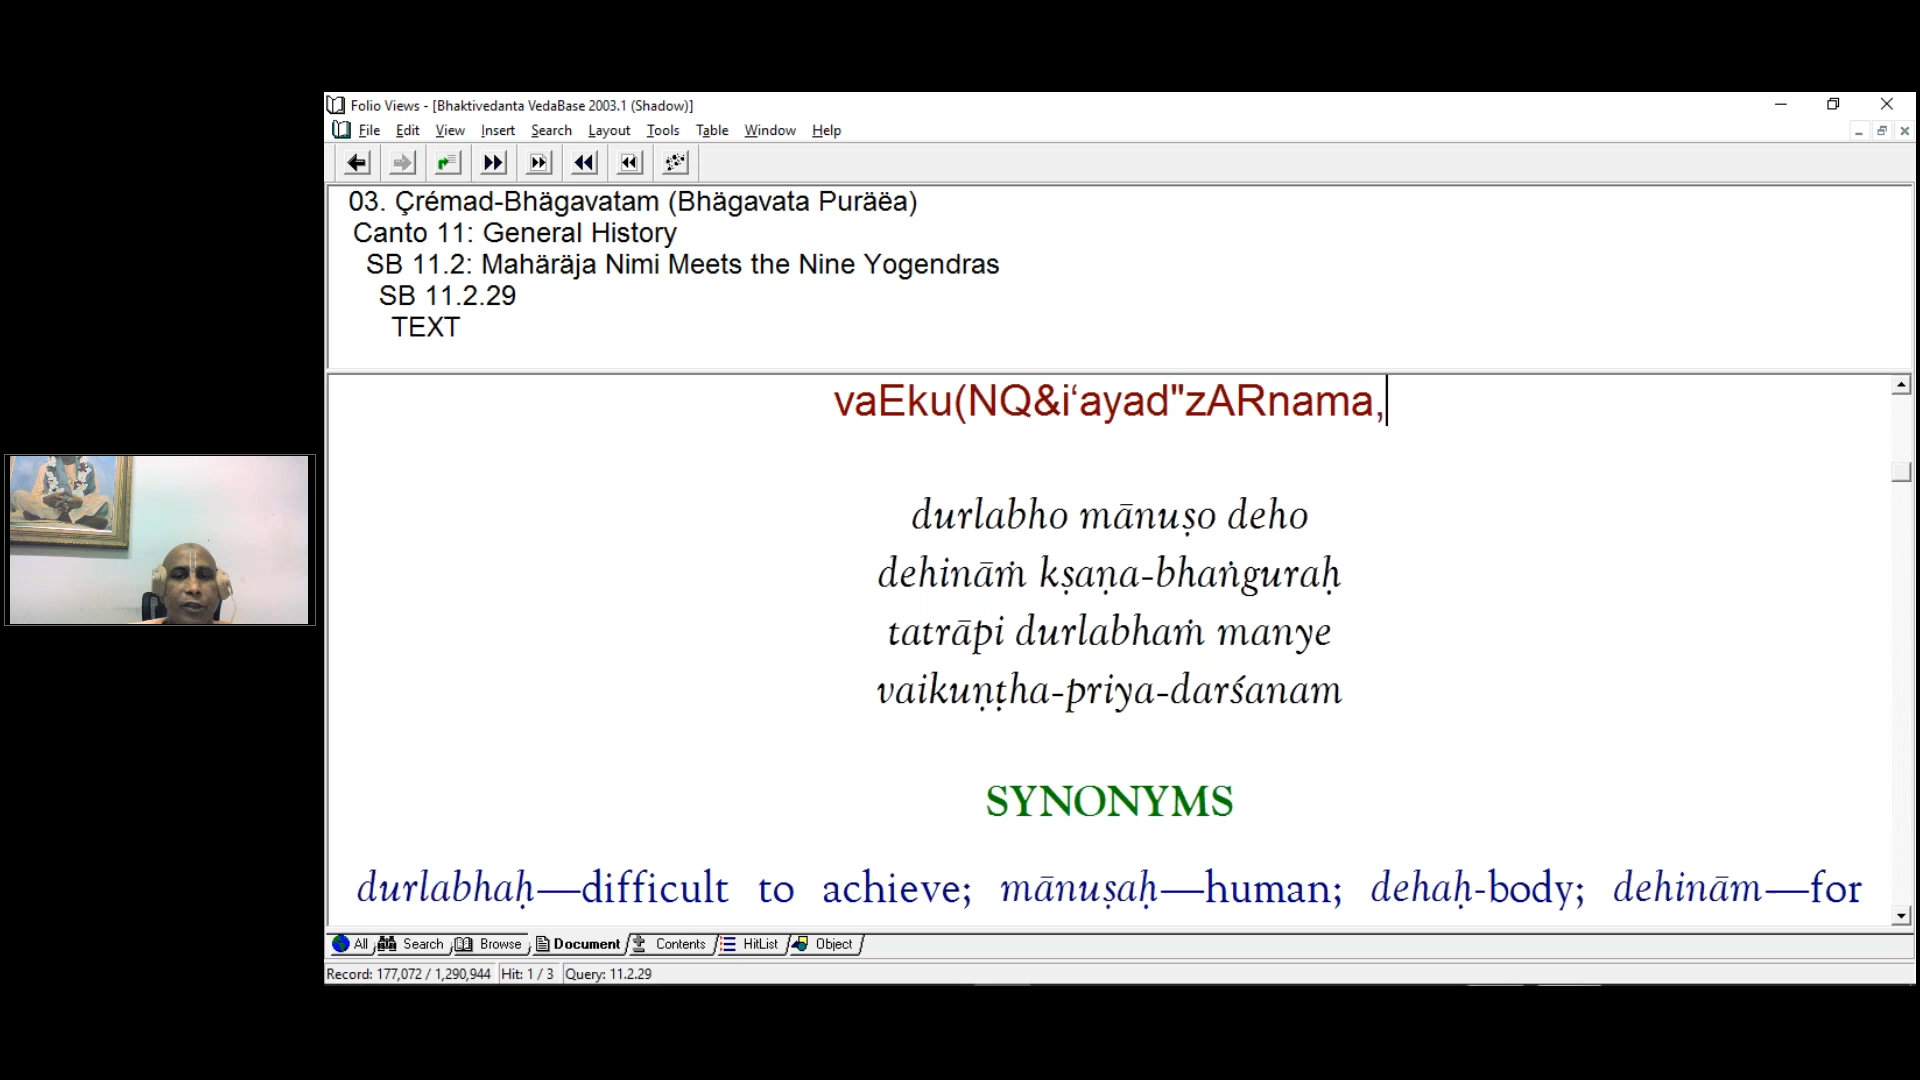 Folio Views - [Bhaktivedanta VedaBase 2003.1 (Shadow)]
File Edit View Insert Search Layout Tools Table Window Help
03. Çrémad-Bhägavatam (Bhägavata Puräëa)
Canto 11: General History
SB 11.2: Mahäräja Nimi Meets the Nine Yogendras
SB 11.2.29
TEXT
vaEku(NQ&i‘ayad"zARnama,
durlabho mānuṣo deho
dehināṁ kṣaṇa-bhaṅguraḥ
tatrāpi durlabhaṁ manye
vaikuṇṭha-priya-darśanam
SYNONYMS
durlabhaḥ—difficult to achieve; mānuṣaḥ—human; dehaḥ-body; dehinām—for
All Search Browse Document Contents HitList Object
Record: 177,072 / 1,290,944 Hit: 1 / 3 Query: 11.2.29